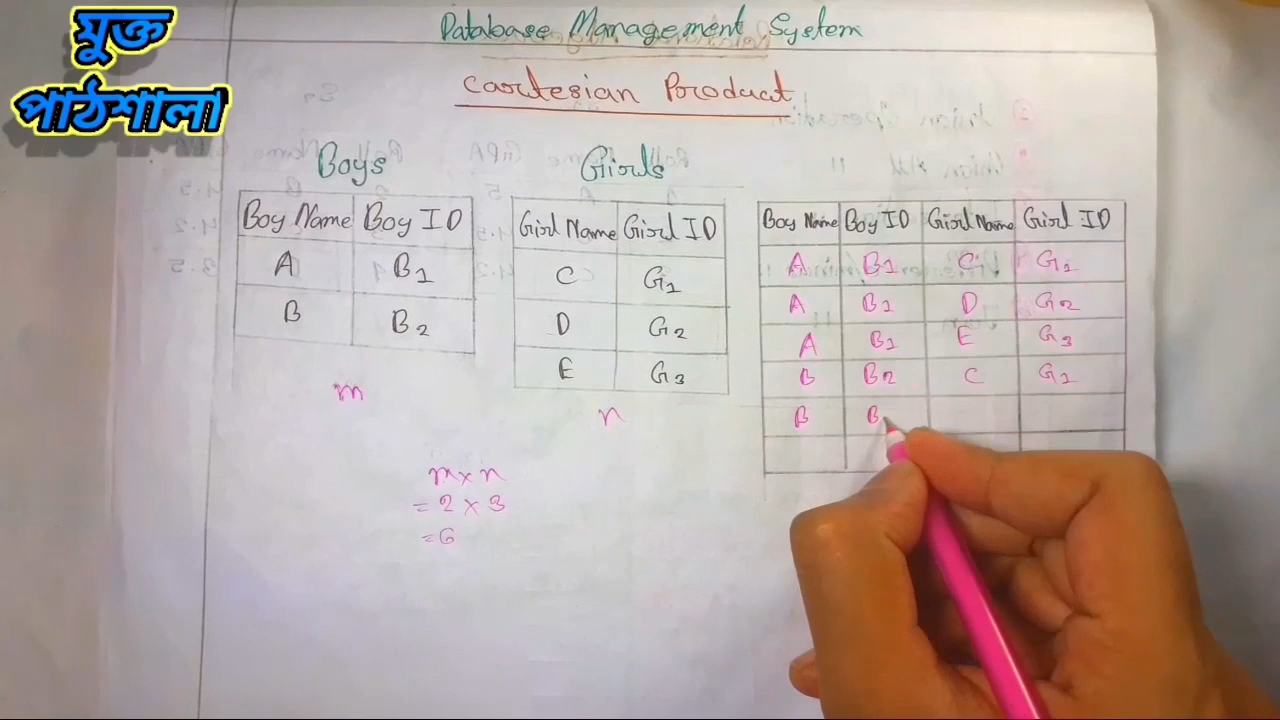 মুক্ত
পাঠশালা
Database Management System
Cartesian Product
Boys
Boy Name Boy ID
A B1
B B2
m
Girls
Girl Name Girl ID
C G1
D G2
E G3
n
m x n
= 2 x 3
= 6
Boy Name Boy ID Girl Name Girl ID
A B1 C G1
A B1 D G2
A B1 E G3
B B2 C G1
B B